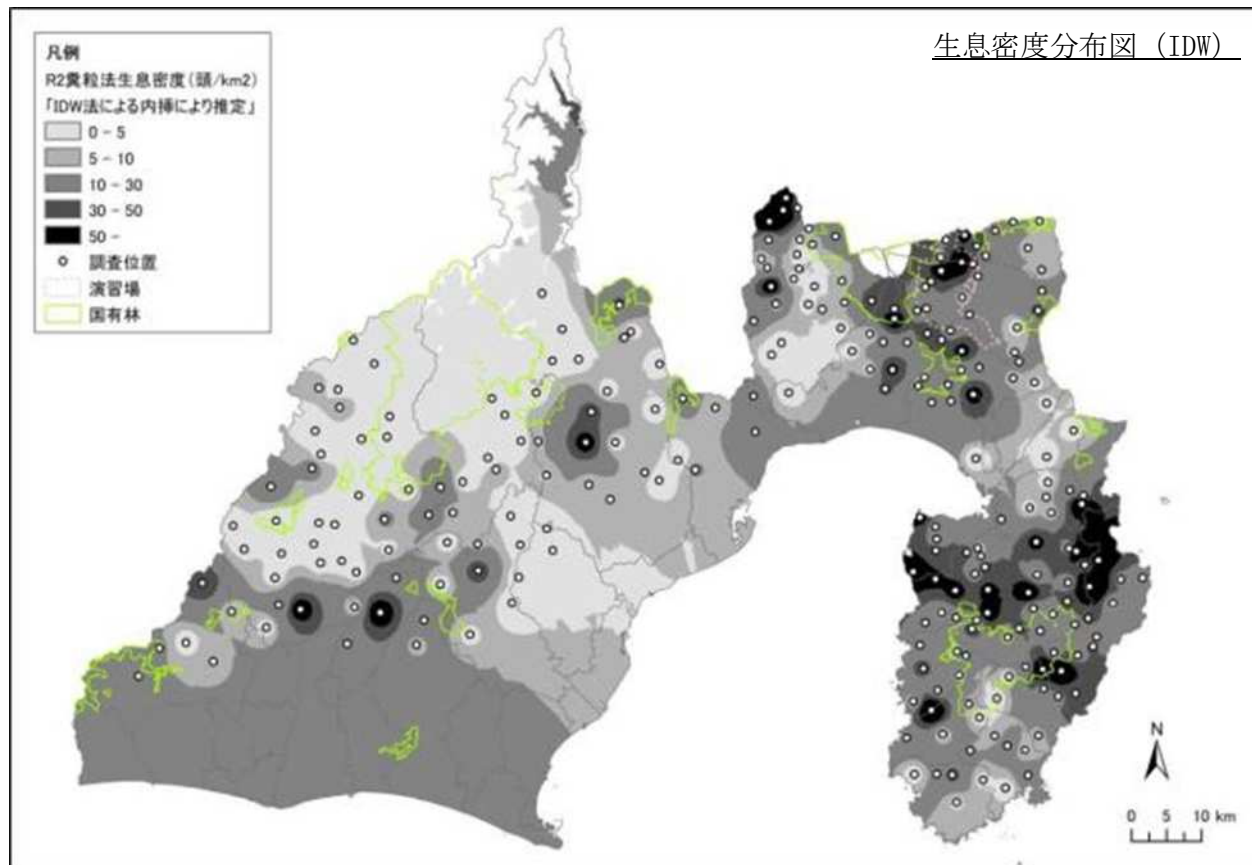 生息密度分布図（IDW）
凡例
R2糞粒法生息密度(頭/km2)
「IDW法による内挿により推定」
0 - 5
5 - 10
10 - 30
30 - 50
50 -
調査位置
演習場
国有林
N
0 5 10 km